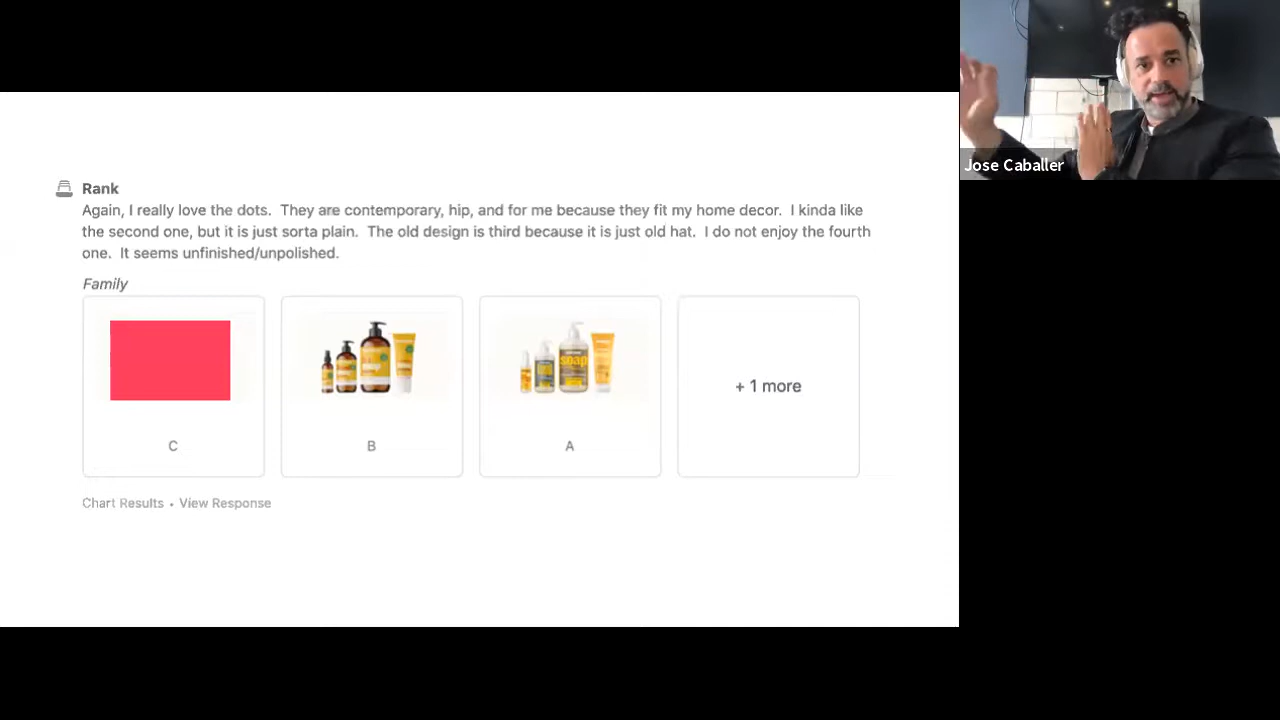 Jose Caballer
Rank
Again, I really love the dots.  They are contemporary, hip, and for me because they fit my home decor.  I kinda like
the second one, but it is just sorta plain.  The old design is third because it is just old hat.  I do not enjoy the fourth
one.  It seems unfinished/unpolished.
Family
soap
soap
+ 1 more
C
B
A
Chart Results • View Response